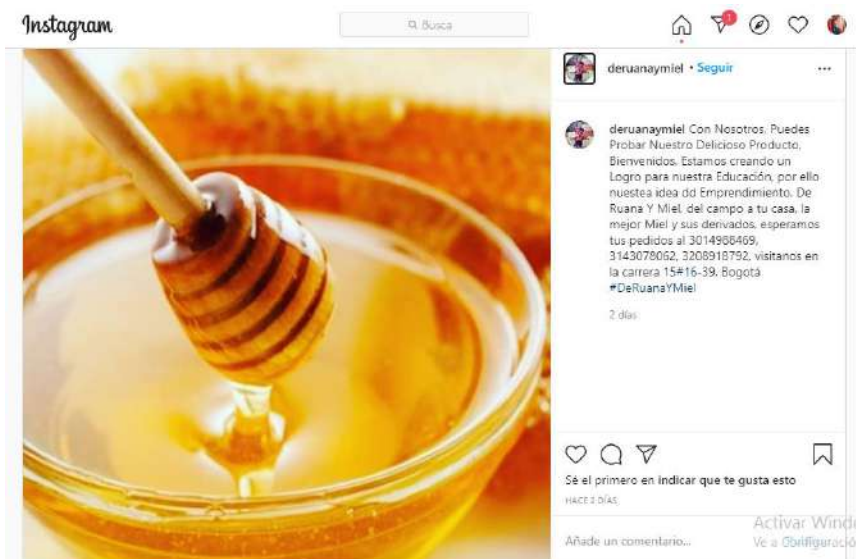 Instagram
Busca
1
deruanaymiel • Seguir
deruanaymiel Con Nosotros, Puedes
Probar Nuestro Delicioso Producto,
Bienvenidos. Estamos creando un
Logro para nuestra Educación, por ello
nuestea idea dd Emprendimiento. De
Ruana Y Miel, del campo a tu casa, la
mejor Miel y sus derivados, esperamos
tus pedidos al 3014968469,
3143078062, 3208918792, visitanos en
la carrera 15#16-39, Bogotá
#DeRuanaYMiel
2 días
Sé el primero en indicar que te gusta esto
HACE 2 DÍAS
Añade un comentario...
Activar Windo
Ve a Configuració